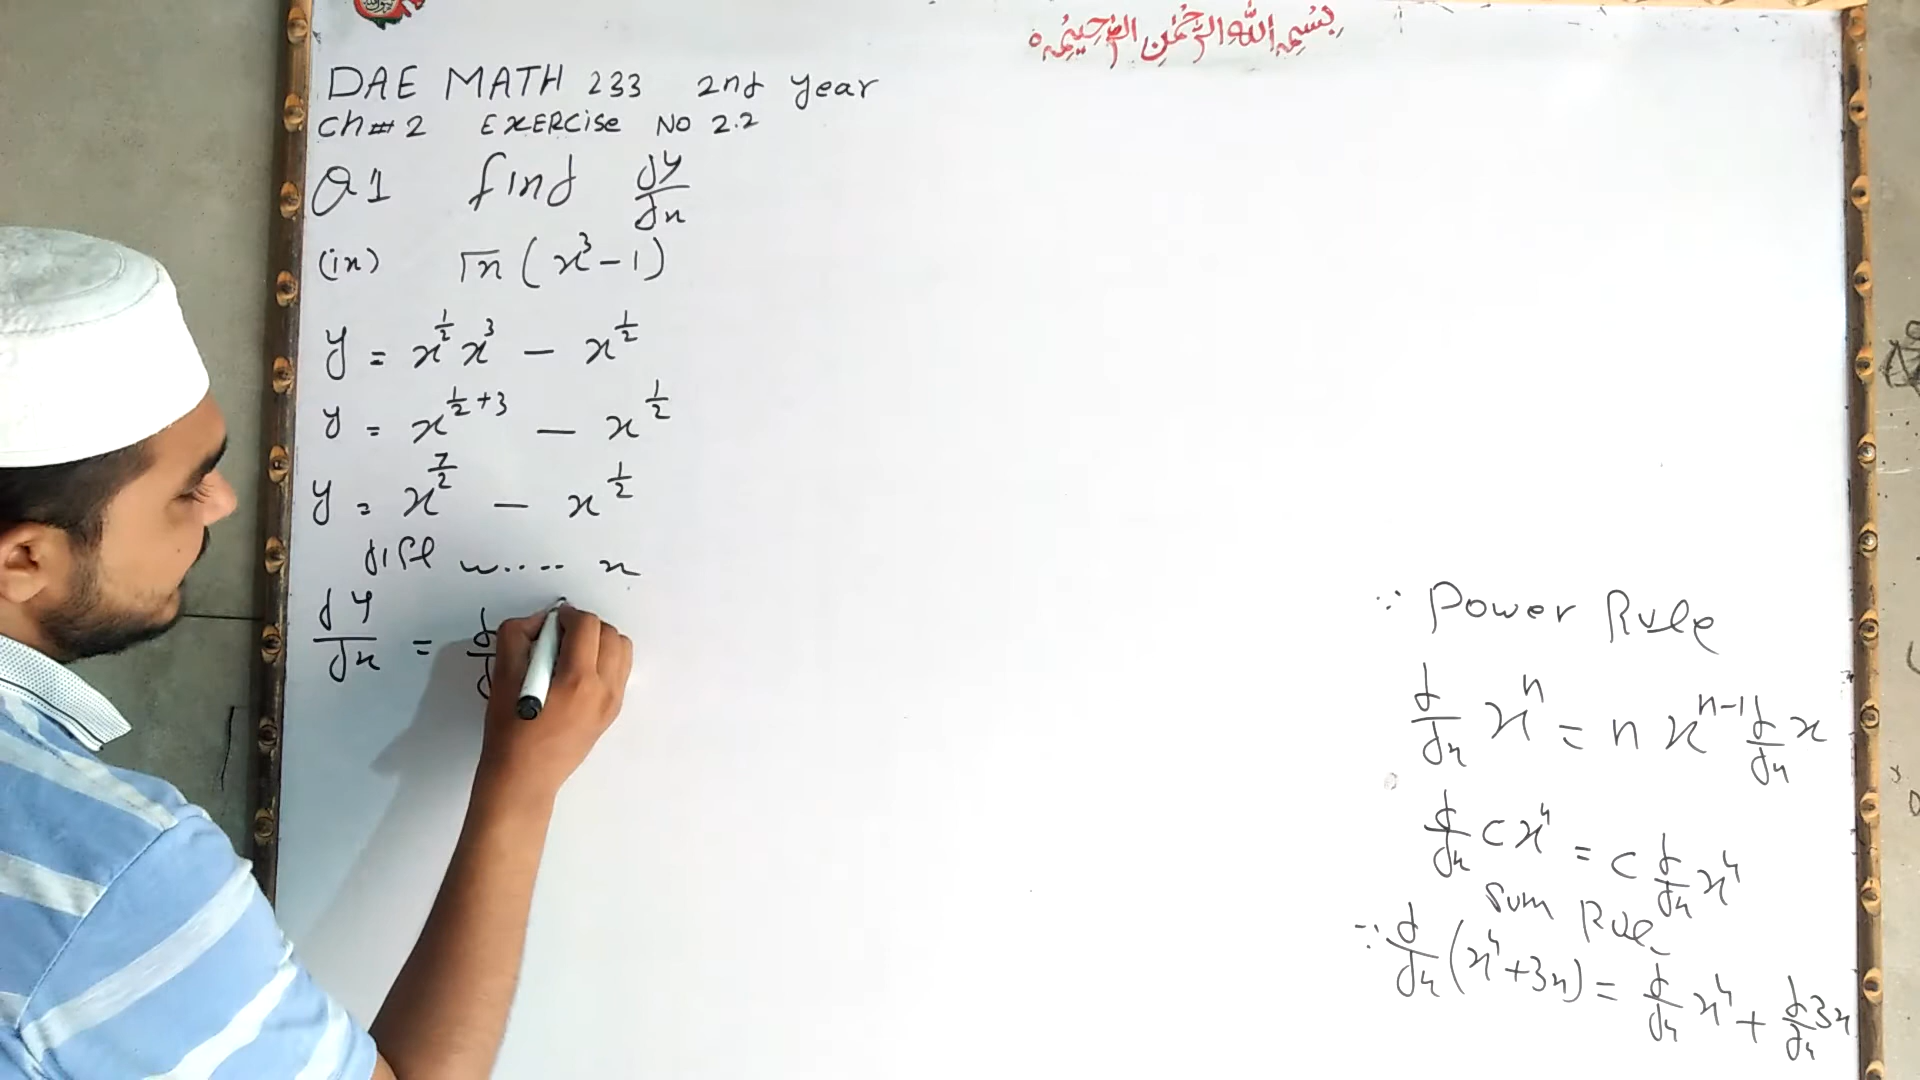 بِسْمِ اللهِ الرَّحْمٰنِ الرَّحِيْمِ
DAE MATH 233 2nd year
Ch#2 EXERCISE NO 2.2
Q1 find dy/dx
(ix) √x (x³-1)
y = x^(1/2) x³ - x^(1/2)
y = x^(1/2+3) - x^(1/2)
y = x^(7/2) - x^(1/2)
diff w.... x
dy/dx =
∵ Power Rule
d/dx xⁿ = n xⁿ⁻¹ d/dx x
d/dx cx⁴ = c d/dx x⁴
Sum Rule
∵ d/dx (x⁴+3x) = d/dx x⁴ + d/dx 3x